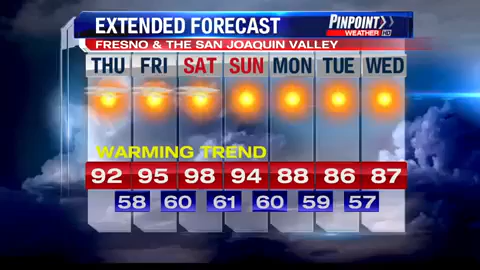 EXTENDED FORECAST
PINPOINT
WEATHER HD
FRESNO & THE SAN JOAQUIN VALLEY
THU FRI SAT SUN MON TUE WED
WARMING TREND
92 95 98 94 88 86 87
58 60 61 60 59 57